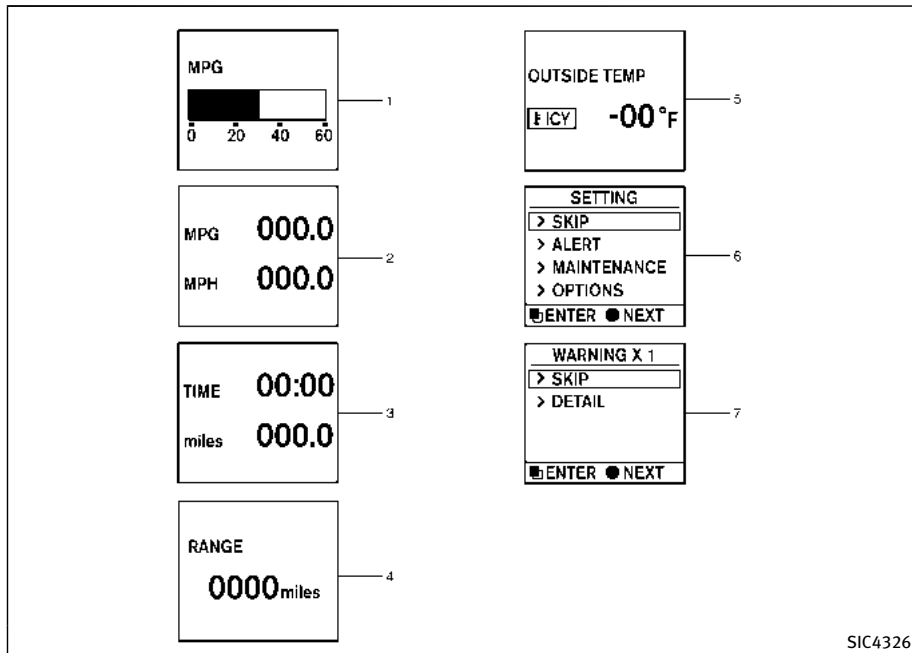 MPG
0 20 40 60
1
MPG 000.0
MPH 000.0
2
TIME 00:00
miles 000.0
3
RANGE
0000 miles
4
OUTSIDE TEMP
ICY -00°F
5
SETTING
> SKIP
> ALERT
> MAINTENANCE
> OPTIONS
ENTER NEXT
6
WARNING X 1
> SKIP
> DETAIL
ENTER NEXT
7
SIC4326